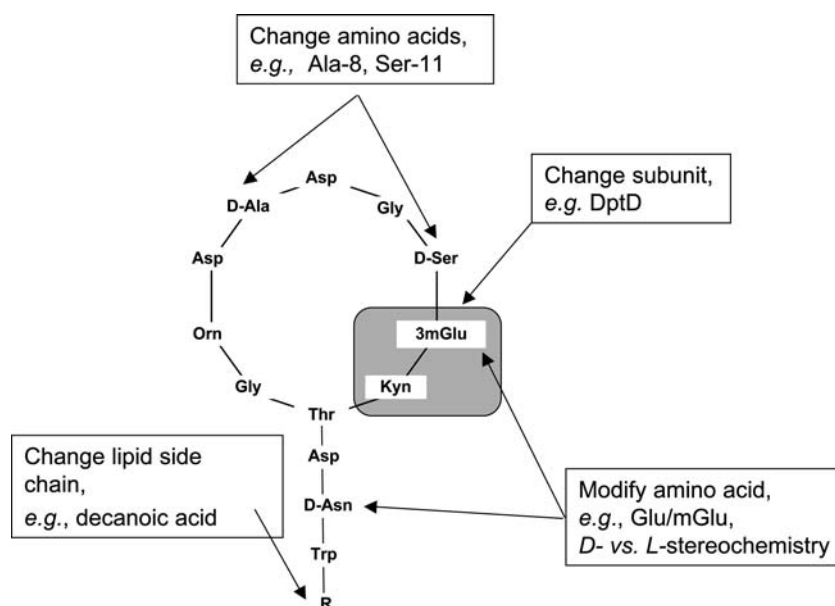 Change amino acids,
e.g., Ala-8, Ser-11
Change subunit,
e.g. DptD
Asp
D-Ala
Gly
Asp
D-Ser
Orn
3mGlu
Gly
Kyn
Thr
Asp
D-Asn
Trp
R
Change lipid side
chain,
e.g., decanoic acid
Modify amino acid,
e.g., Glu/mGlu,
D- vs. L-stereochemistry